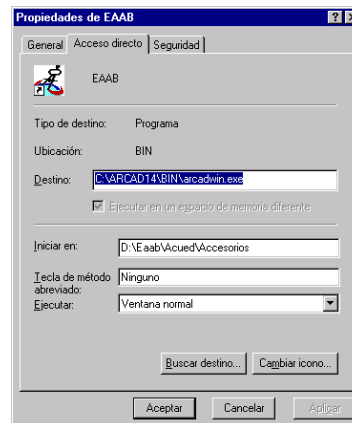 Propiedades de EAAB
General Acceso directo Seguridad
EAAB
Tipo de destino: Programa
Ubicación: BIN
Destino: C:\ARCAD14\BIN\arcadwin.exe
Ejecutar en un espacio de memoria diferente
Iniciar en: D:\Eaab\Acued\Accesorios
Tecla de método abreviado: Ninguno
Ejecutar: Ventana normal
Buscar destino... Cambiar icono...
Aceptar Cancelar Aplicar